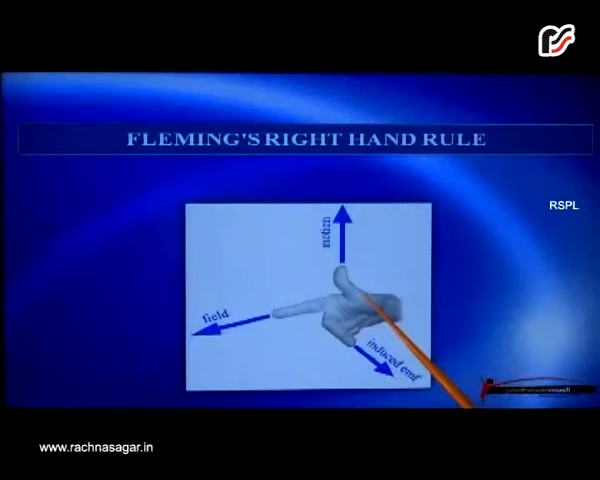 FLEMING'S RIGHT HAND RULE
RSPL
motion
field
induced emf
www.rachnasagar.in